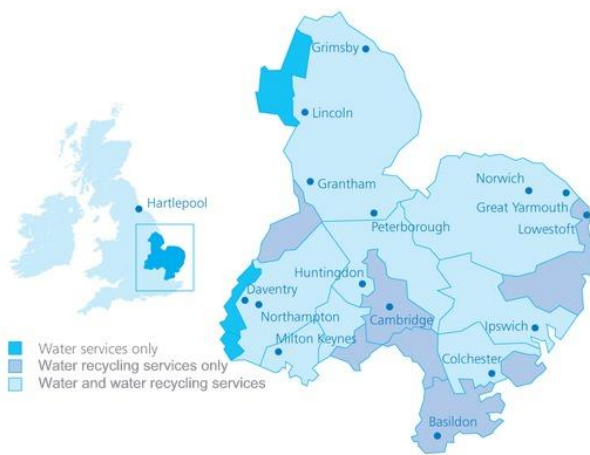 Grimsby
Lincoln
Grantham
Norwich
Hartlepool
Great Yarmouth
Peterborough
Lowestoft
Huntingdon
Daventry
Northampton
Cambridge
Ipswich
Milton Keynes
Water services only
Colchester
Water recycling services only
Water and water recycling services
Basildon